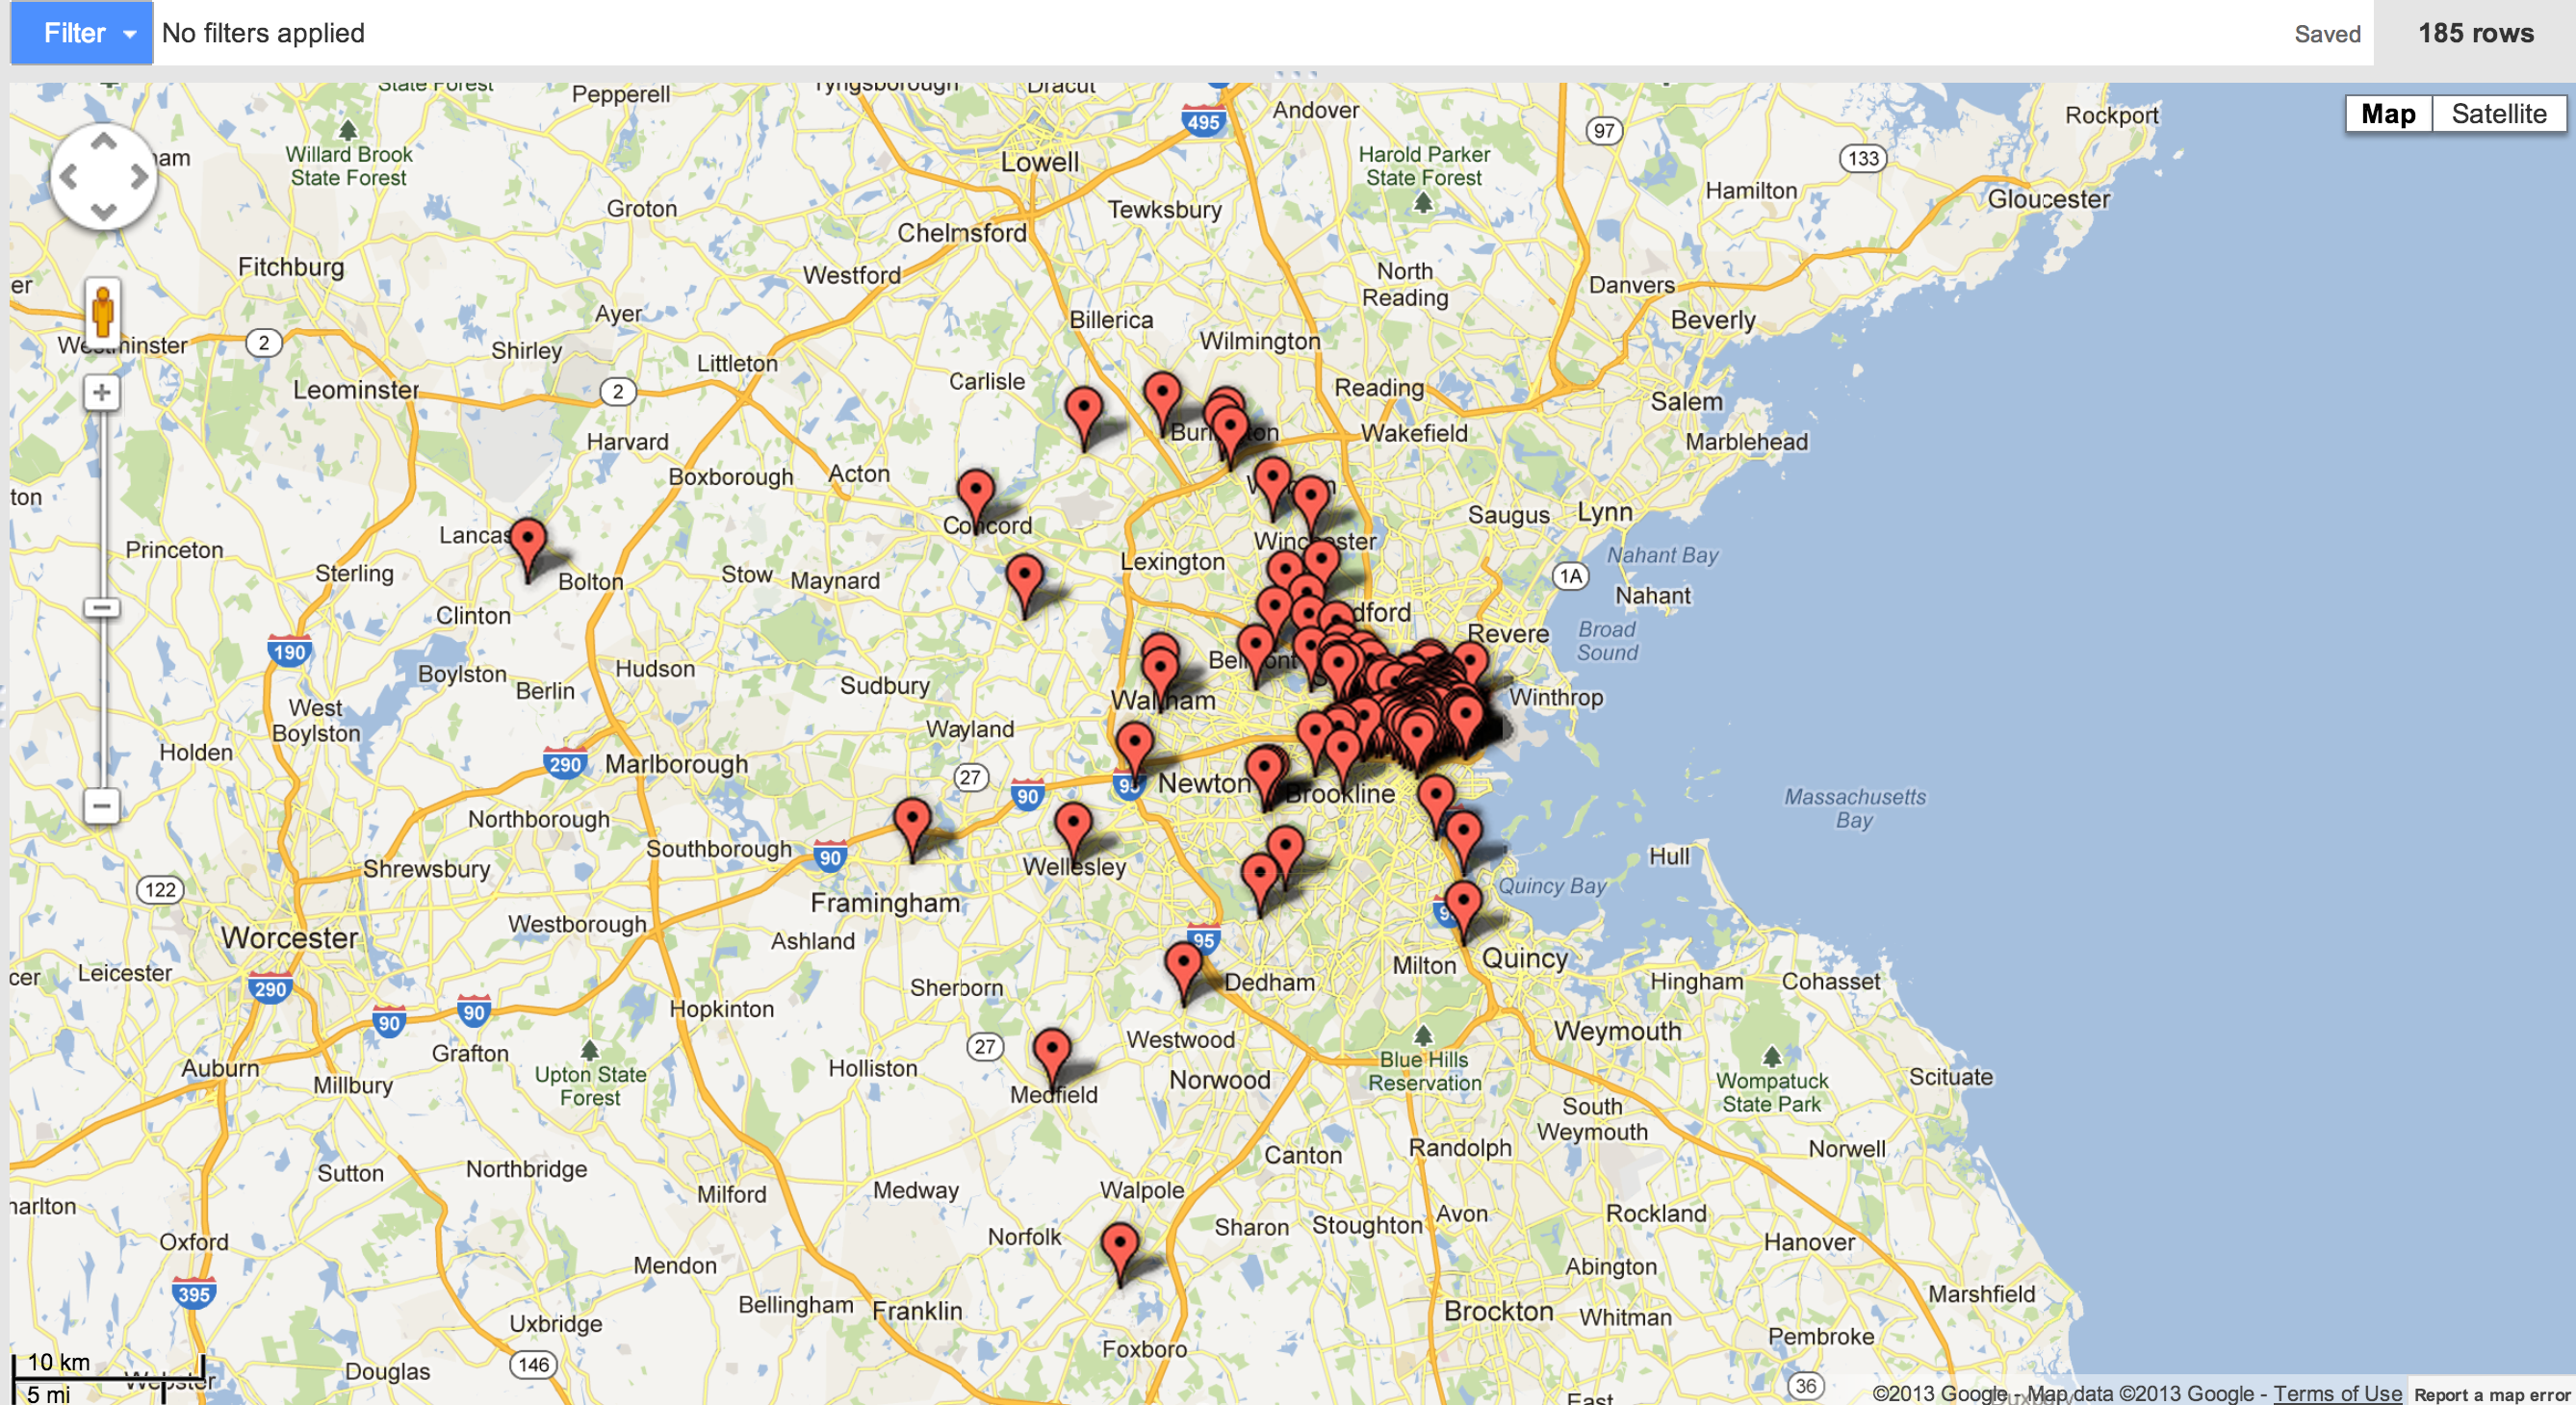 Filter
No filters applied
Saved
185 rows
Map
Satellite
State Forest
Pepperell
Tyngsborough
Dracut
495
Andover
97
Rockport
133
Willard Brook
State Forest
Lowell
Harold Parker
State Forest
Hamilton
Gloucester
Groton
Tewksbury
Chelmsford
Fitchburg
Westford
North
Reading
Danvers
er
Ayer
Billerica
Beverly
Westminster
2
Shirley
Littleton
Wilmington
Leominster
2
Carlisle
Reading
Salem
Harvard
Wakefield
Marblehead
Boxborough
Acton
ton
Concord
Saugus
Lynn
Lancas
Princeton
Winchester
Nahant Bay
Sterling
Bolton
Stow
Maynard
Lexington
1A
Nahant
Clinton
dford
Revere
Broad
Sound
190
Boylston
Hudson
Berlin
Sudbury
Winthrop
West
Boylston
Wayland
Holden
290
Marlborough
27
90
Newton
Brookline
Massachusetts
Bay
Northborough
Southborough
90
Hull
Shrewsbury
Wellesley
Quincy Bay
122
Framingham
Westborough
Worcester
Ashland
95
Milton
Quincy
cer
Leicester
290
Sherborn
Dedham
Hingham
Cohasset
90
90
Hopkinton
Westwood
Weymouth
Grafton
27
Auburn
Millbury
Upton State
Forest
Holliston
Medfield
Norwood
Blue Hills
Reservation
Wompatuck
State Park
Scituate
South
Weymouth
Sutton
Northbridge
Canton
Randolph
Norwell
Milford
Medway
Walpole
harlton
Norfolk
Sharon
Stoughton
Avon
Rockland
Oxford
Hanover
Mendon
Abington
395
Bellingham
Franklin
Brockton
Whitman
Marshfield
Uxbridge
Foxboro
Pembroke
10 km
Douglas
146
5 mi
Webster
36
East
©2013 Google - Map data ©2013 Google - Terms of Use
Report a map error